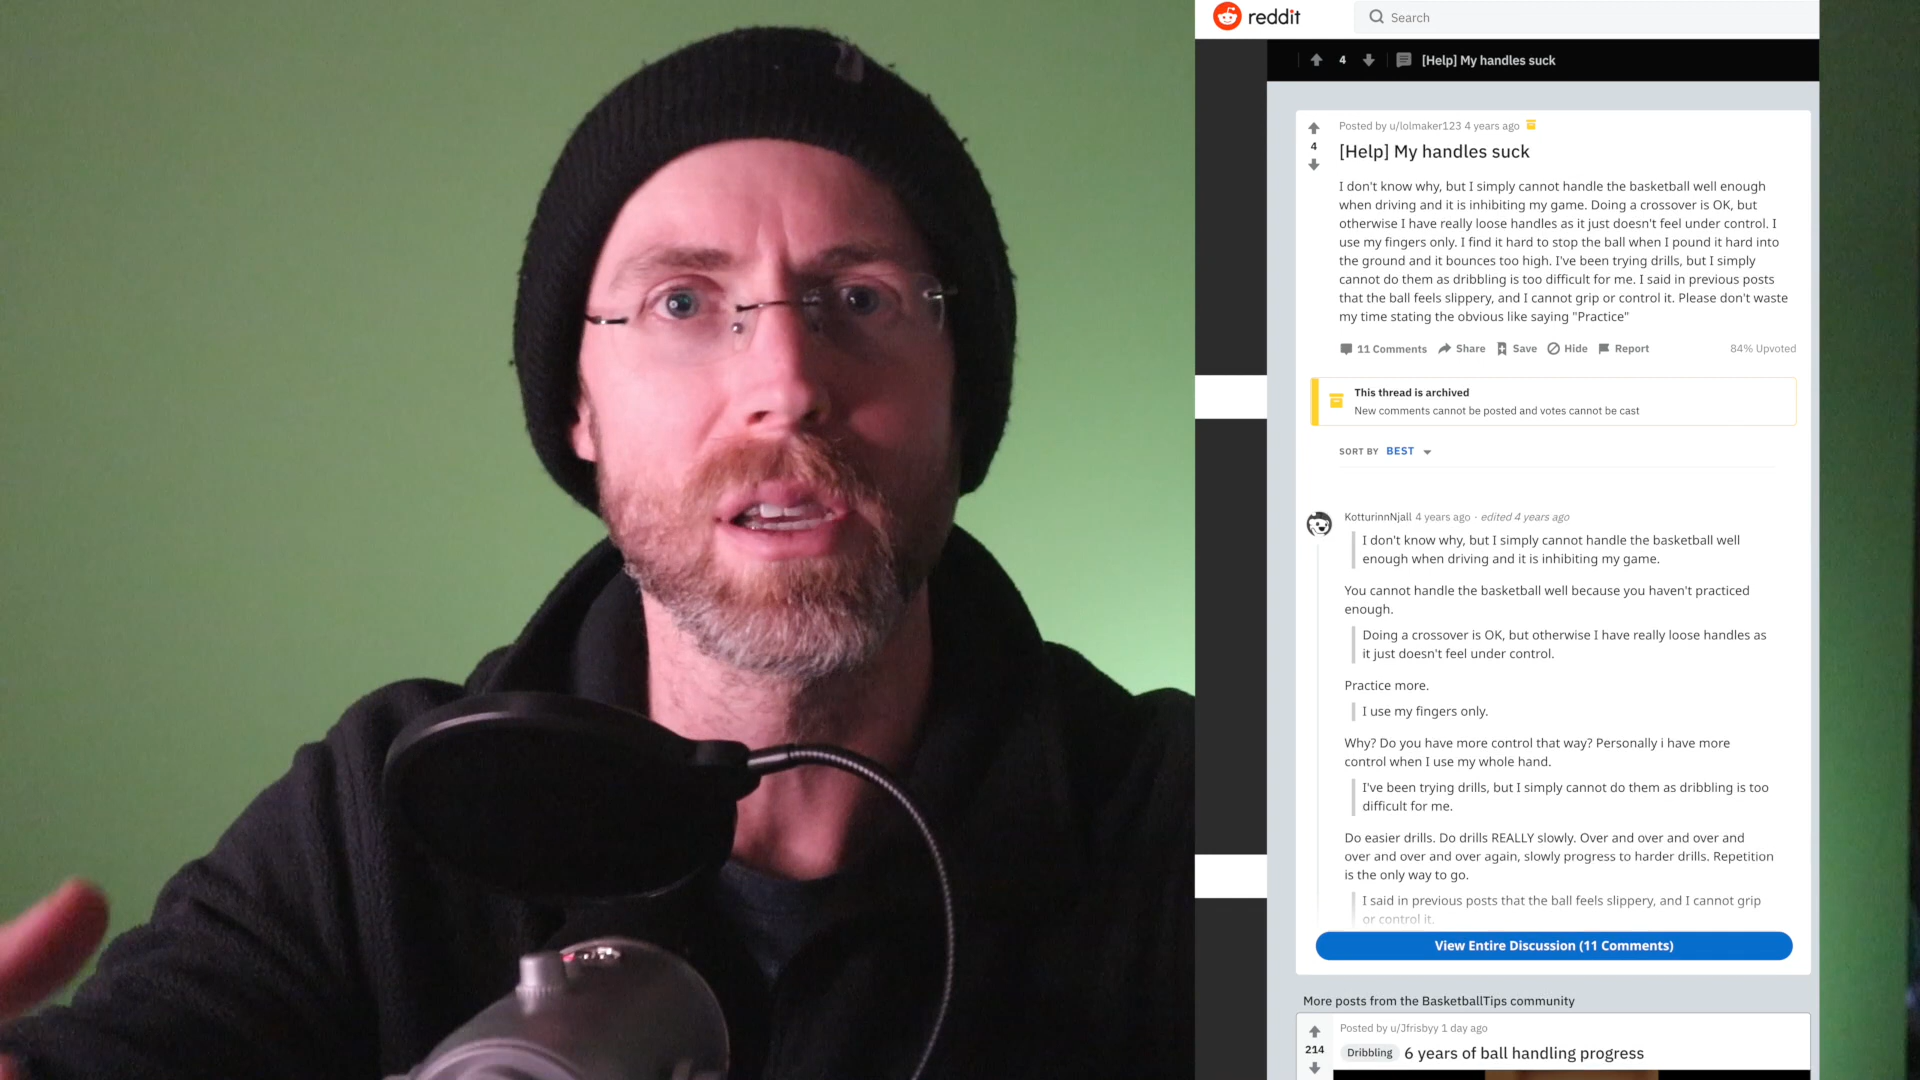 reddit
Search
4
[Help] My handles suck
Posted by u/lolmaker123 4 years ago
4
[Help] My handles suck
I don't know why, but I simply cannot handle the basketball well enough
when driving and it is inhibiting my game. Doing a crossover is OK, but
otherwise I have really loose handles as it just doesn't feel under control. I
use my fingers only. I find it hard to stop the ball when I pound it hard into
the ground and it bounces too high. I've been trying drills, but I simply
cannot do them as dribbling is too difficult for me. I said in previous posts
that the ball feels slippery, and I cannot grip or control it. Please don't waste
my time stating the obvious like saying "Practice"
11 Comments Share Save Hide Report 84% Upvoted
This thread is archived
New comments cannot be posted and votes cannot be cast
SORT BY BEST
KotturinnNjall 4 years ago · edited 4 years ago
I don't know why, but I simply cannot handle the basketball well
enough when driving and it is inhibiting my game.
You cannot handle the basketball well because you haven't practiced
enough.
Doing a crossover is OK, but otherwise I have really loose handles as
it just doesn't feel under control.
Practice more.
I use my fingers only.
Why? Do you have more control that way? Personally i have more
control when I use my whole hand.
I've been trying drills, but I simply cannot do them as dribbling is too
difficult for me.
Do easier drills. Do drills REALLY slowly. Over and over and over and
over and over and over again, slowly progress to harder drills. Repetition
is the only way to go.
I said in previous posts that the ball feels slippery, and I cannot grip
or control it.
View Entire Discussion (11 Comments)
More posts from the BasketballTips community
Posted by u/Jfrisbyy 1 day ago
214
Dribbling 6 years of ball handling progress